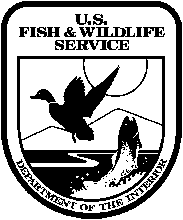 U.S.
FISH & WILDLIFE
SERVICE
DEPARTMENT OF THE INTERIOR